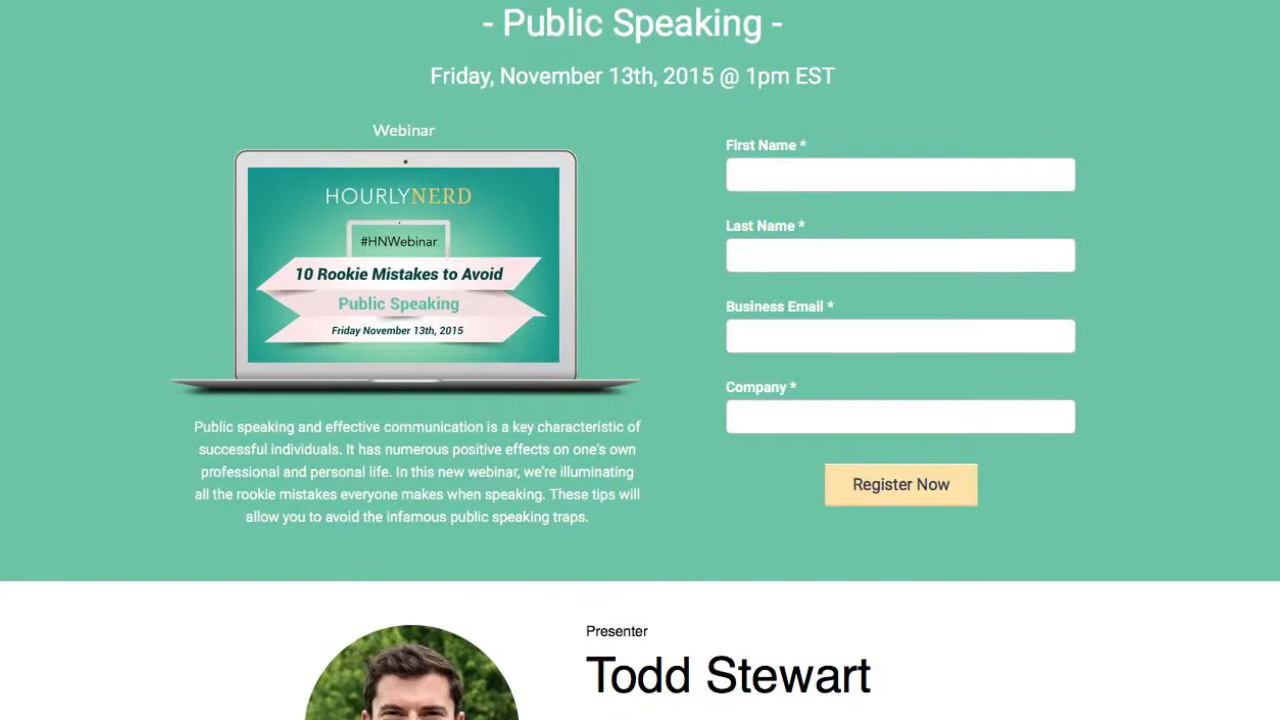 - Public Speaking -
Friday, November 13th, 2015 @ 1pm EST
Webinar
HOURLYNERD
#HNWebinar
10 Rookie Mistakes to Avoid
Public Speaking
Friday November 13th, 2015
Public speaking and effective communication is a key characteristic of
successful individuals. It has numerous positive effects on one's own
professional and personal life. In this new webinar, we're illuminating
all the rookie mistakes everyone makes when speaking. These tips will
allow you to avoid the infamous public speaking traps.
First Name *
Last Name *
Business Email *
Company *
Register Now
Presenter
Todd Stewart